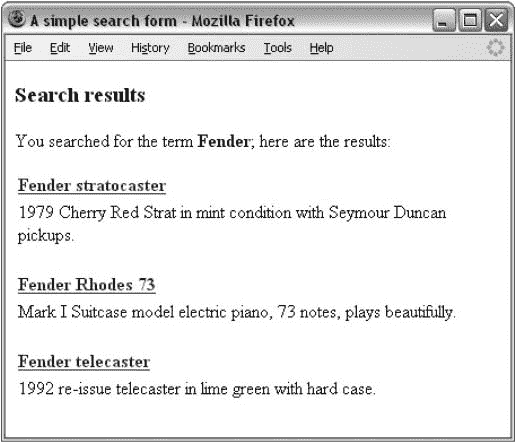 A simple search form - Mozilla Firefox
File Edit View History Bookmarks Tools Help
Search results
You searched for the term Fender; here are the results:
Fender stratocaster
1979 Cherry Red Strat in mint condition with Seymour Duncan
pickups.
Fender Rhodes 73
Mark I Suitcase model electric piano, 73 notes, plays beautifully.
Fender telecaster
1992 re-issue telecaster in lime green with hard case.